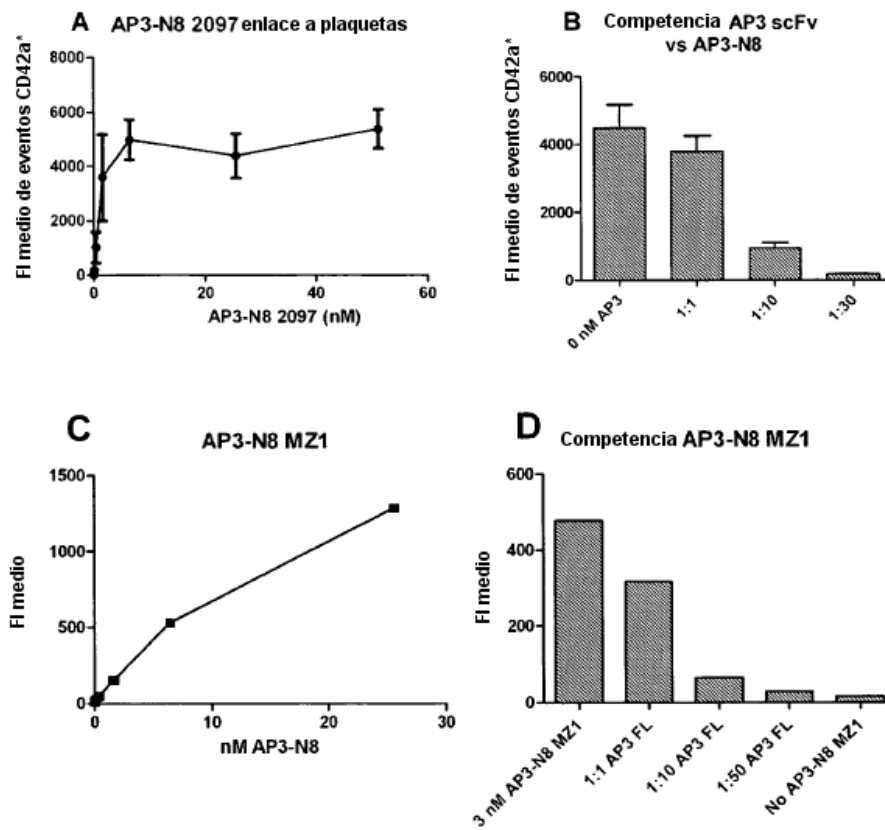 A
AP3-N8 2097 enlace a plaquetas
FI medio de eventos CD42a*
8000
6000
4000
2000
0
0
20
40
60
AP3-N8 2097 (nM)
B
Competencia AP3 scFv
vs AP3-N8
FI medio de eventos CD42a*
6000
4000
2000
0
0 nM AP3
1:1
1:10
1:30
C
AP3-N8 MZ1
FI medio
1500
1000
500
0
0
10
20
30
nM AP3-N8
D
Competencia AP3-N8 MZ1
FI medio
600
400
200
0
3 nM AP3-N8 MZ1
1:1 AP3 FL
1:10 AP3 FL
1:50 AP3 FL
No AP3-N8 MZ1